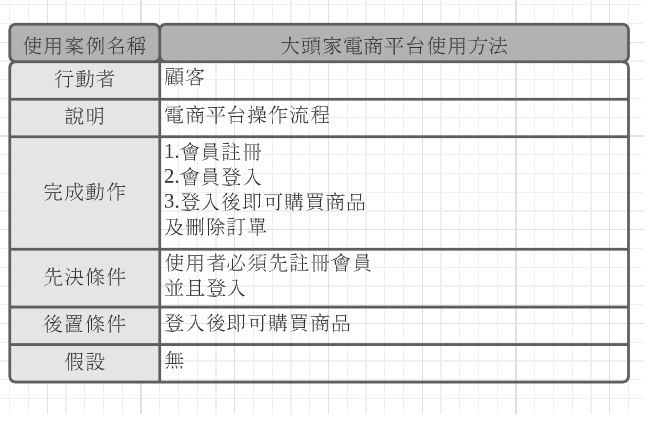 使用案例名稱 大頭家電商平台使用方法
行動者 顧客
說明 電商平台操作流程
完成動作
1.會員註冊
2.會員登入
3.登入後即可購買商品
及刪除訂單
先決條件
使用者必須先註冊會員
並且登入
後置條件 登入後即可購買商品
假設 無